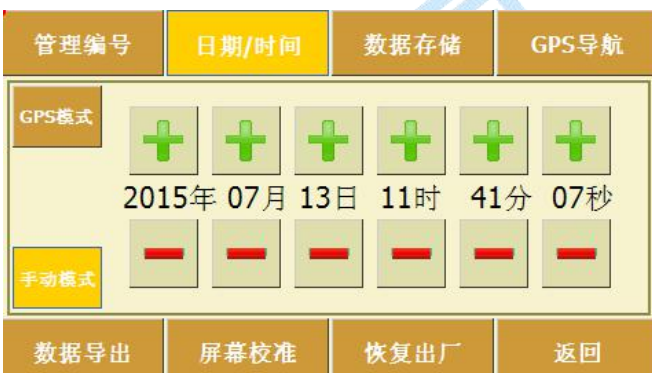 管理编号 日期/时间 数据存储 GPS导航
GPS模式
2015年 07月 13日 11时 41分 07秒
手动模式
数据导出 屏幕校准 恢复出厂 返回